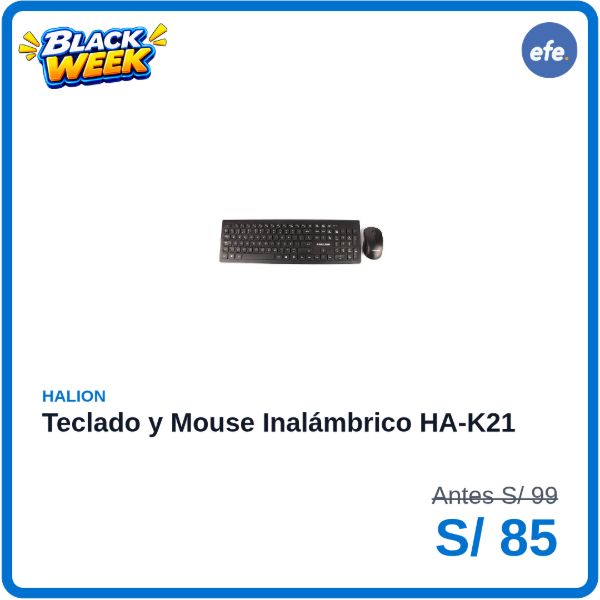 BLACK
WEEK
efe.
HALION
Teclado y Mouse Inalámbrico HA-K21
Antes S/ 99
S/ 85